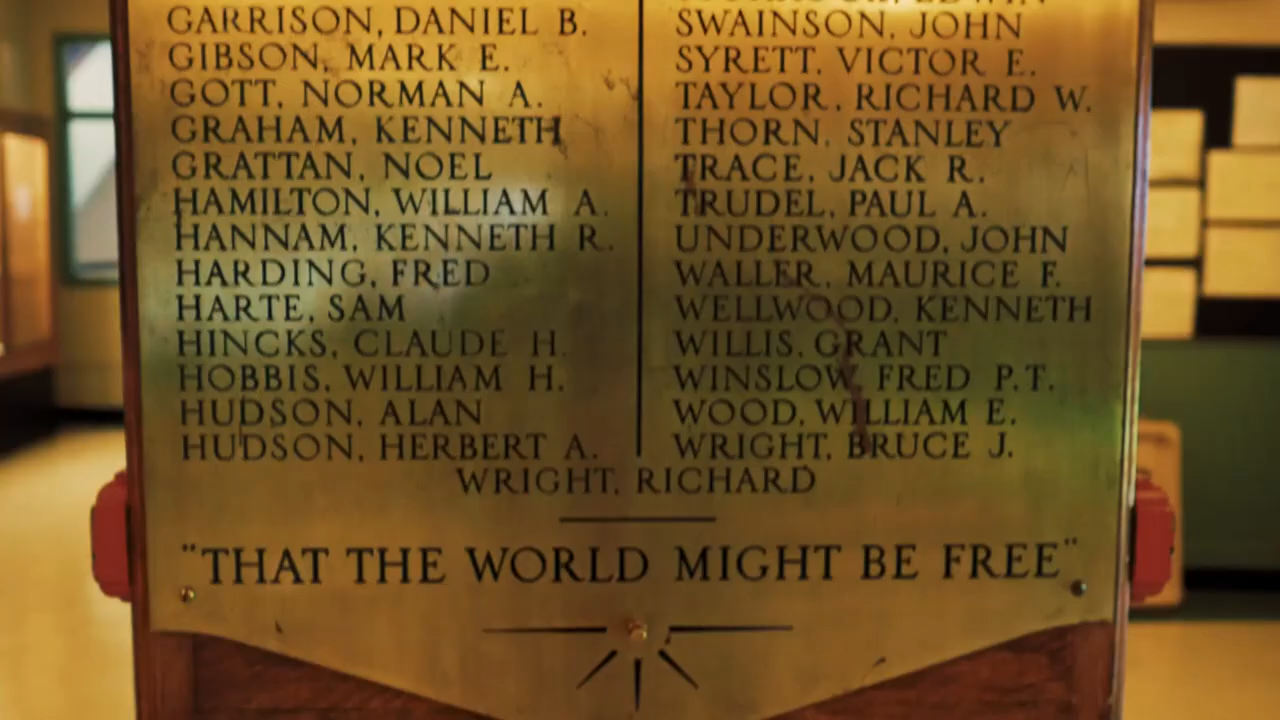 GARRISON, DANIEL B.
GIBSON, MARK E.
GOTT, NORMAN A.
GRAHAM, KENNETH
GRATTAN, NOEL
HAMILTON, WILLIAM A.
HANNAM, KENNETH R.
HARDING, FRED
HARTE, SAM
HINCKS, CLAUDE H.
HOBBIS, WILLIAM H.
HUDSON, ALAN
HUDSON, HERBERT A.
SWAINSON, JOHN
SYRETT, VICTOR E.
TAYLOR, RICHARD W.
THORN, STANLEY
TRACE, JACK R.
TRUDEL, PAUL A.
UNDERWOOD, JOHN
WALLER, MAURICE F.
WELLWOOD, KENNETH
WILLIS, GRANT
WINSLOW, FRED P.T.
WOOD, WILLIAM E.
WRIGHT, BRUCE J.
WRIGHT, RICHARD
"THAT THE WORLD MIGHT BE FREE"